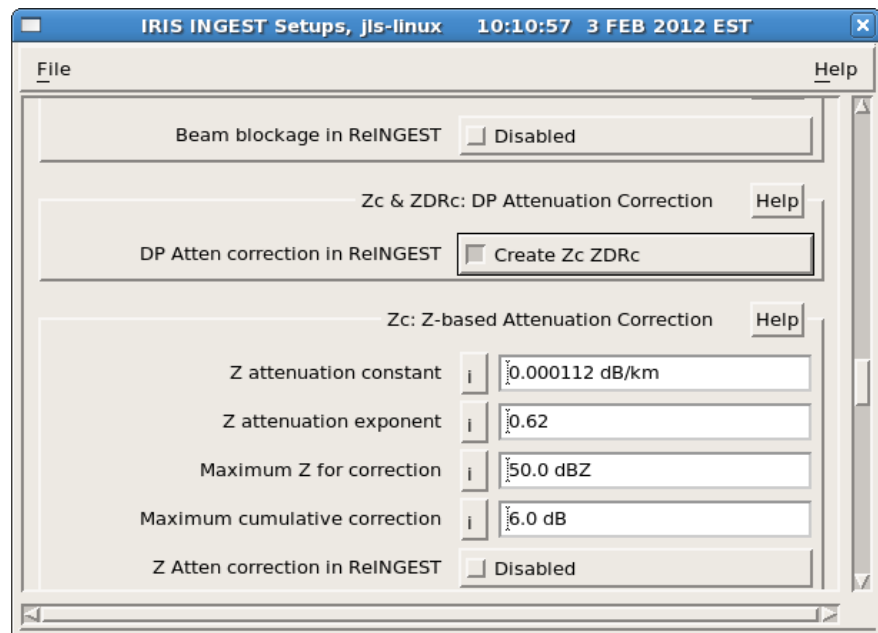 IRIS INGEST Setups, jls-linux 10:10:57 3 FEB 2012 EST
File Help
Beam blockage in ReINGEST Disabled
Zc & ZDRc: DP Attenuation Correction Help
DP Atten correction in ReINGEST Create Zc ZDRc
Zc: Z-based Attenuation Correction Help
Z attenuation constant i 0.000112 dB/km
Z attenuation exponent i 0.62
Maximum Z for correction i 50.0 dBZ
Maximum cumulative correction i 6.0 dB
Z Atten correction in ReINGEST Disabled